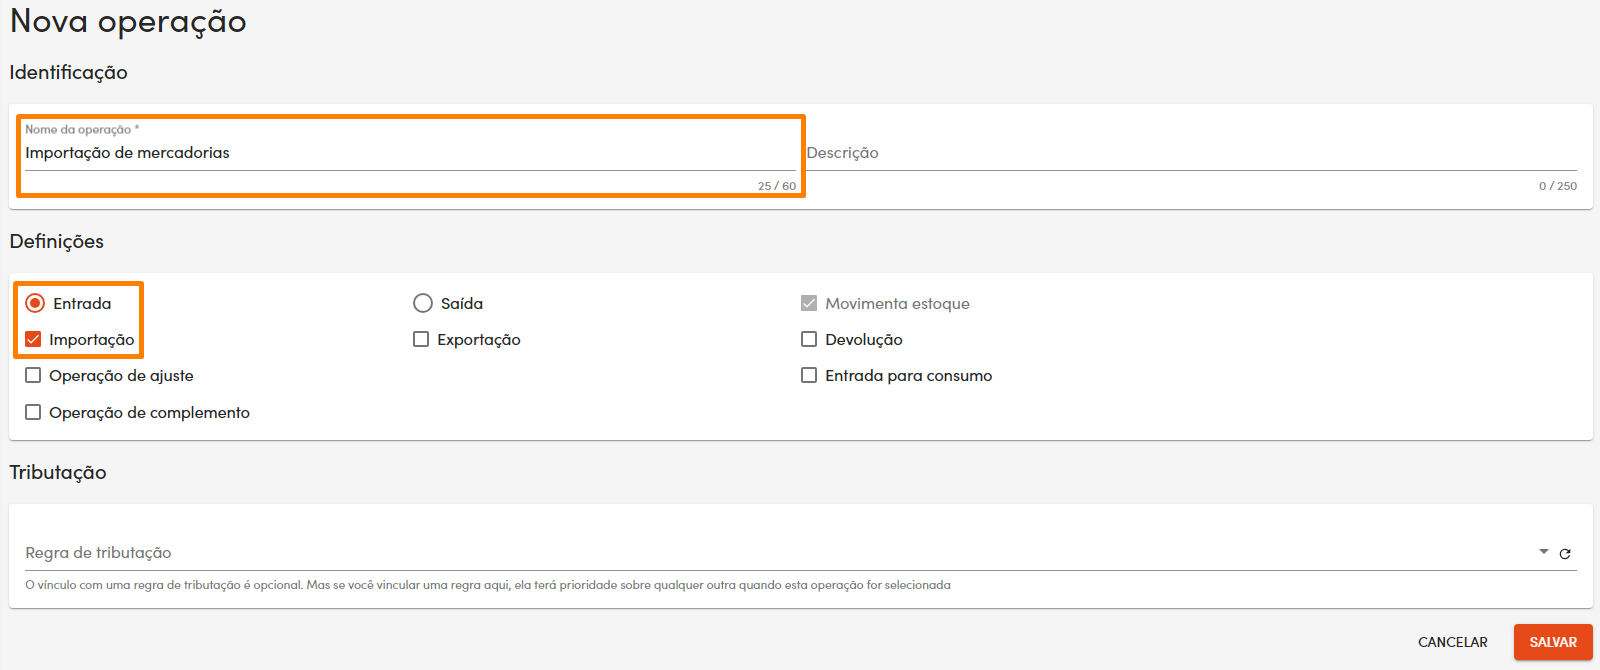 Nova operação
Identificação
Nome da operação *
Importação de mercadorias
Descrição
25 / 60
0 / 250
Definições
Entrada
Saída
Movimenta estoque
Importação
Exportação
Devolução
Operação de ajuste
Entrada para consumo
Operação de complemento
Tributação
Regra de tributação
O vínculo com uma regra de tributação é opcional. Mas se você vincular uma regra aqui, ela terá prioridade sobre qualquer outra quando esta operação for selecionada
CANCELAR
SALVAR